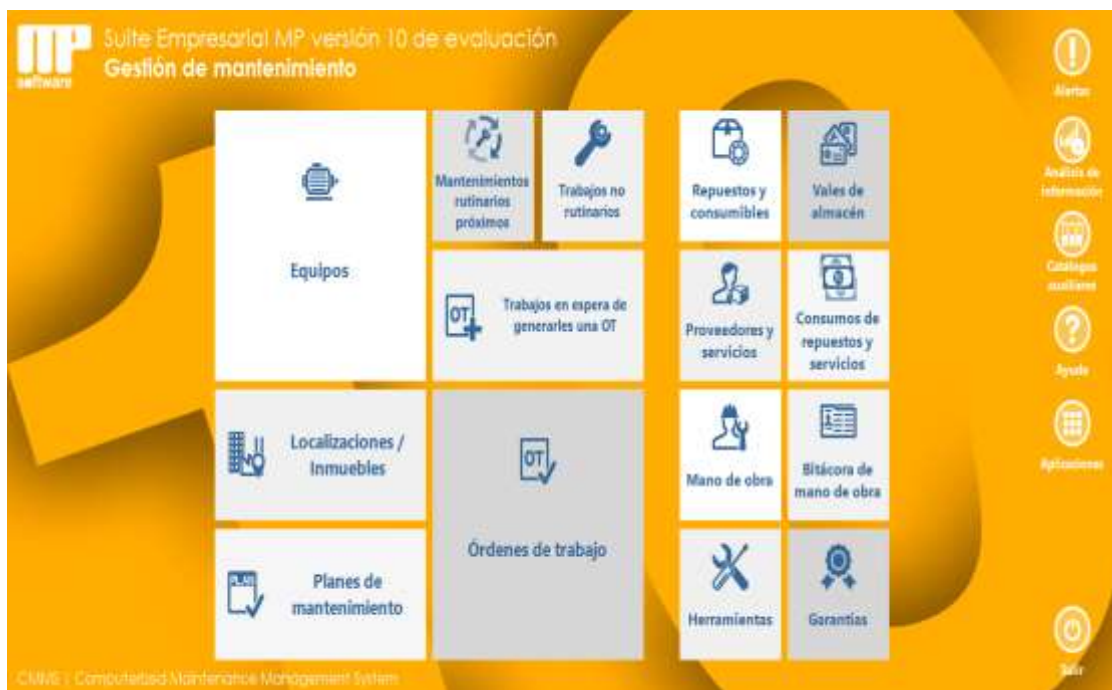 MP
software
Suite Empresarial MP versión 10 de evaluación
Gestión de mantenimiento
Equipos
Mantenimientos
rutinarios
próximos
Trabajos no
rutinarios
OT
Trabajos en espera de
generarles una OT
Localizaciones /
Inmuebles
OT
Órdenes de trabajo
PLAN
Planes de
mantenimiento
Repuestos y
consumibles
Vales de
almacén
Proveedores y
servicios
Consumos de
repuestos y
servicios
Mano de obra
Bitácora de
mano de obra
Herramientas
Garantías
Alertas
Análisis de
información
Catálogos
auxiliares
?
Ayuda
Aplicaciones
Salir
CMMS | Computerized Maintenance Management System